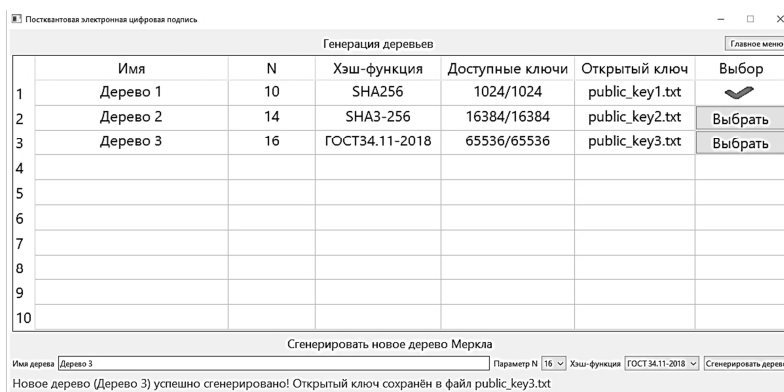 Постквантовая электронная цифровая подпись
Генерация деревьев Главное меню
Имя N Хэш-функция Доступные ключи Открытый ключ Выбор
1 Дерево 1 10 SHA256 1024/1024 public_key1.txt
2 Дерево 2 14 SHA3-256 16384/16384 public_key2.txt Выбрать
3 Дерево 3 16 ГОСТ34.11-2018 65536/65536 public_key3.txt Выбрать
4
5
6
7
8
9
10
Сгенерировать новое дерево Меркла
Имя дерева Дерево 3 Параметр N 16 Хэш-функция ГОСТ 34.11-2018 Сгенерировать дерево
Новое дерево (Дерево 3) успешно сгенерировано! Открытый ключ сохранён в файл public_key3.txt